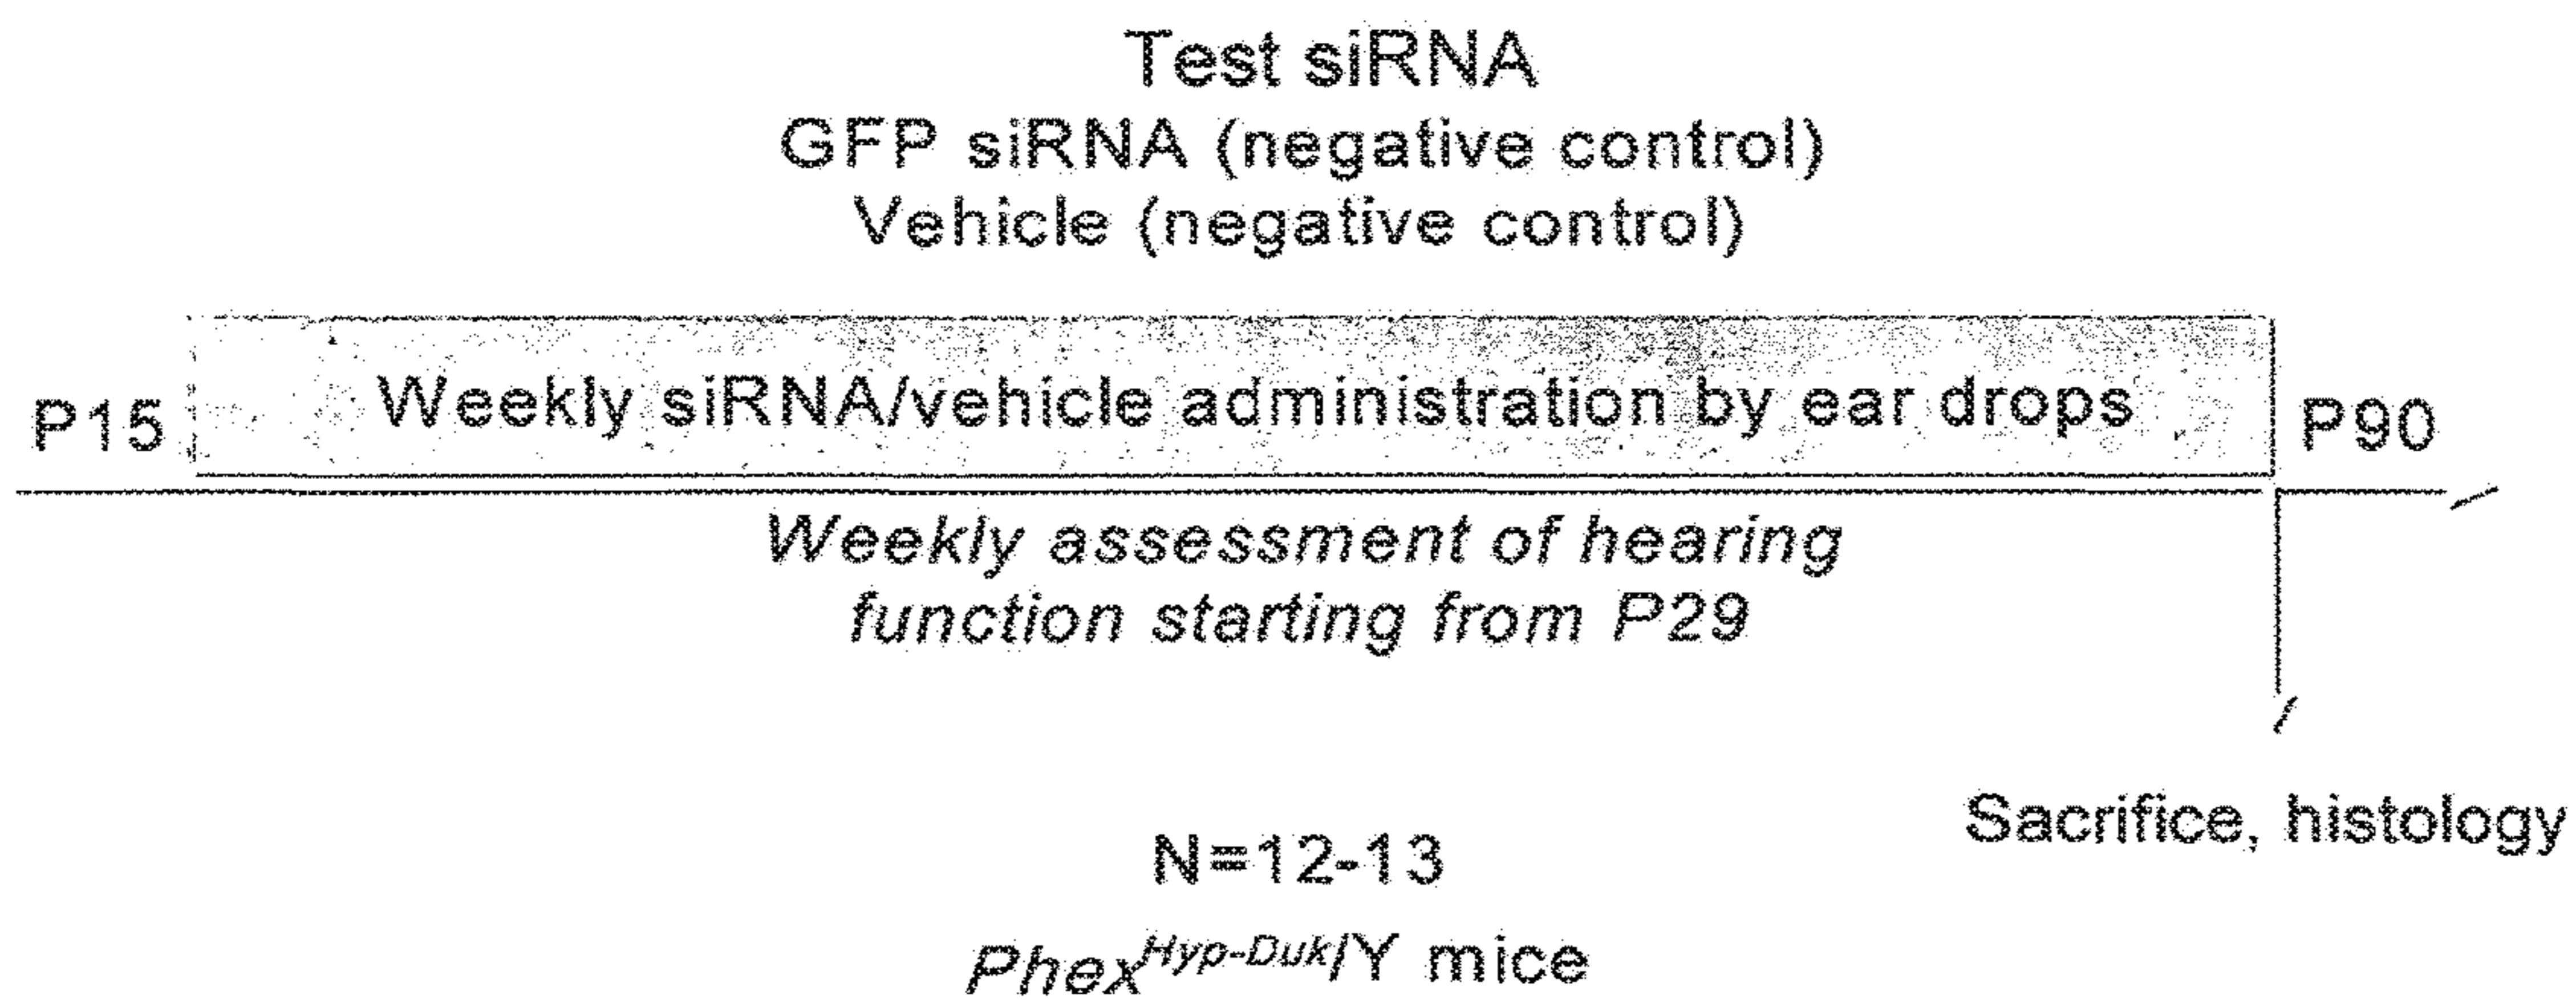 Test siRNA
GFP siRNA (negative control)
Vehicle (negative control)
P15
Weekly siRNA/vehicle administration by ear drops
P90
Weekly assessment of hearing
function starting from P29
Sacrifice, histology
N=12-13
Phex^Hyp-Duk/Y mice